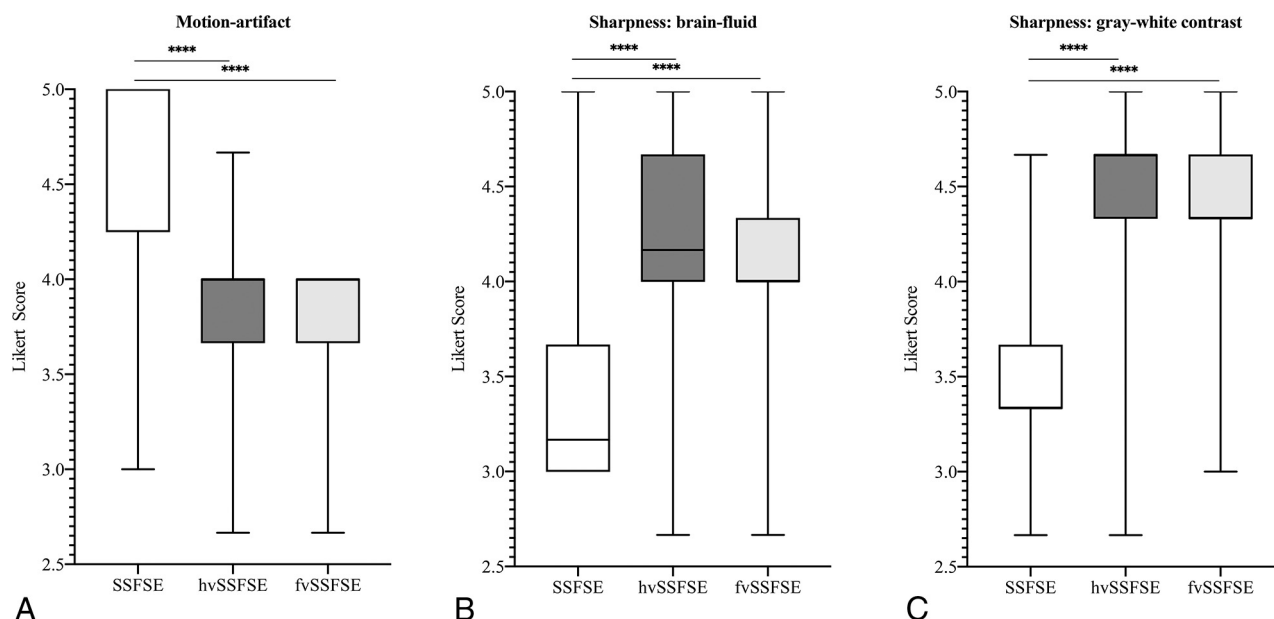 Motion-artifact
****
****
Likert Score
5.0
4.5
4.0
3.5
3.0
2.5
SSFSE hvSSFSE fvSSFSE
A
Sharpness: brain-fluid
****
****
Likert Score
5.0
4.5
4.0
3.5
3.0
2.5
SSFSE hvSSFSE fvSSFSE
B
Sharpness: gray-white contrast
****
****
Likert Score
5.0
4.5
4.0
3.5
3.0
2.5
SSFSE hvSSFSE fvSSFSE
C